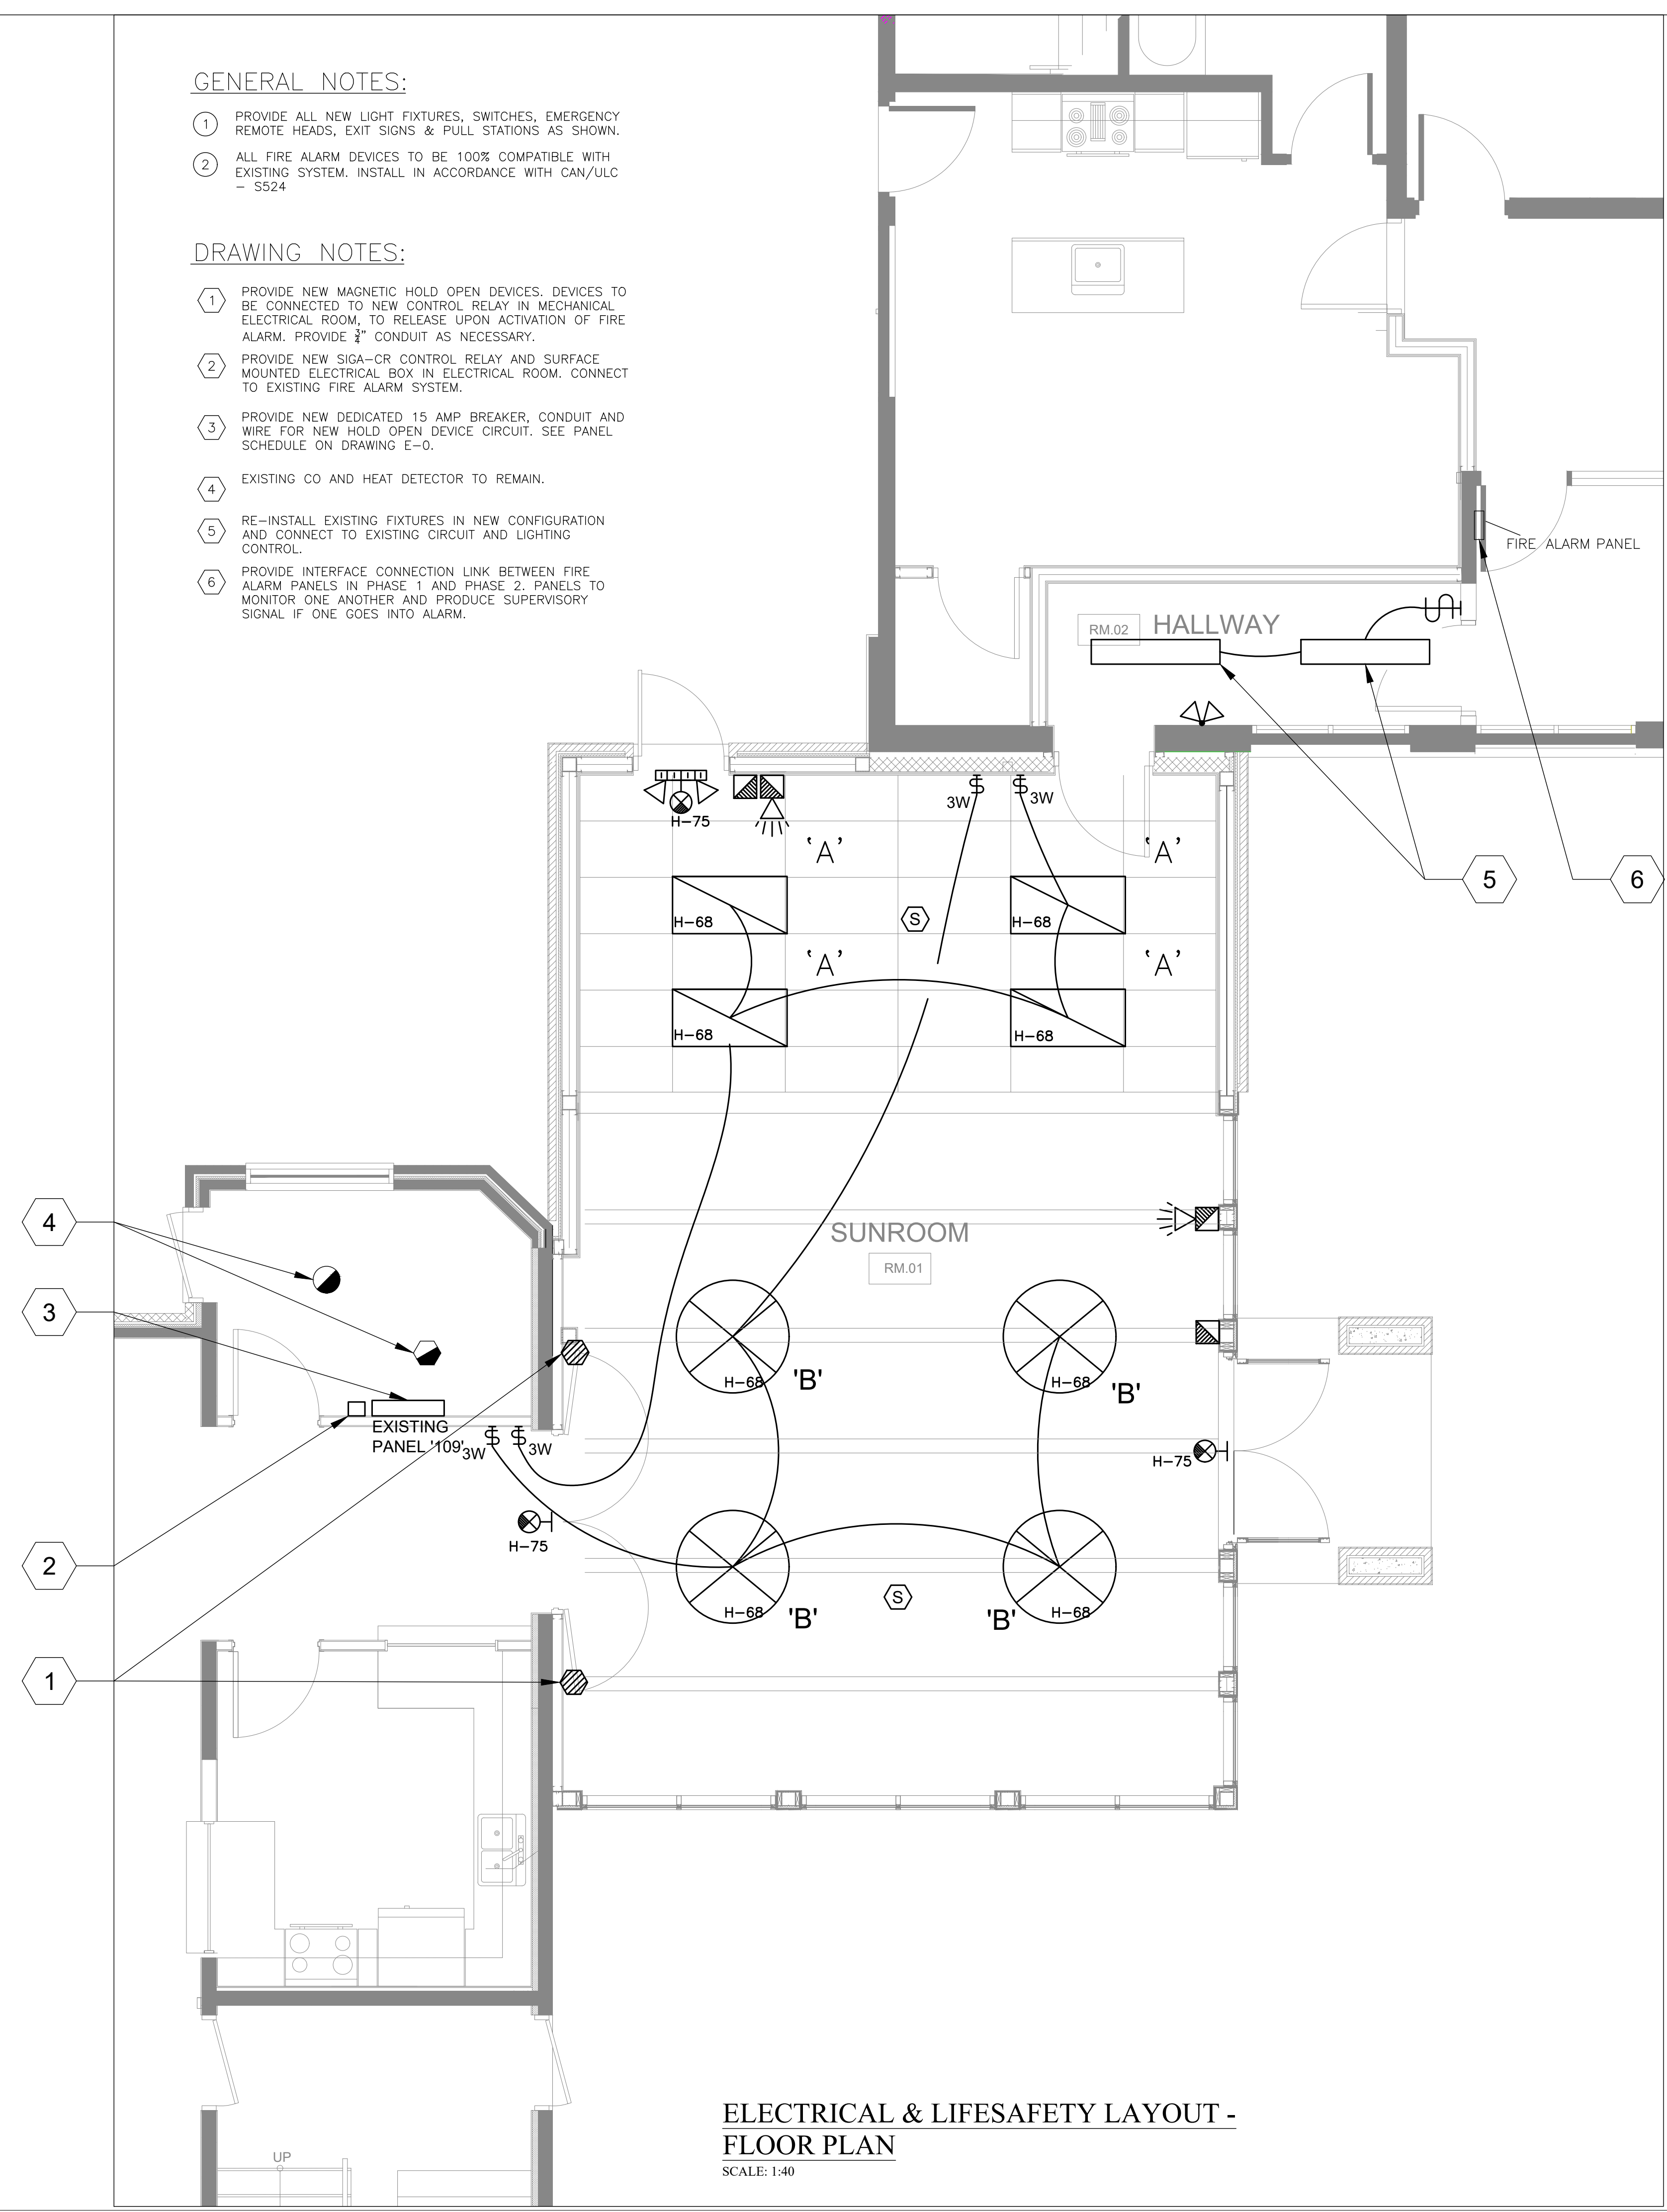 GENERAL NOTES:
1
PROVIDE ALL NEW LIGHT FIXTURES, SWITCHES, EMERGENCY
REMOTE HEADS, EXIT SIGNS & PULL STATIONS AS SHOWN.
2
ALL FIRE ALARM DEVICES TO BE 100% COMPATIBLE WITH
EXISTING SYSTEM. INSTALL IN ACCORDANCE WITH CAN/ULC
- S524
DRAWING NOTES:
1
PROVIDE NEW MAGNETIC HOLD OPEN DEVICES. DEVICES TO
BE CONNECTED TO NEW CONTROL RELAY IN MECHANICAL
ELECTRICAL ROOM, TO RELEASE UPON ACTIVATION OF FIRE
ALARM. PROVIDE ¾" CONDUIT AS NECESSARY.
2
PROVIDE NEW SIGA-CR CONTROL RELAY AND SURFACE
MOUNTED ELECTRICAL BOX IN ELECTRICAL ROOM. CONNECT
TO EXISTING FIRE ALARM SYSTEM.
3
PROVIDE NEW DEDICATED 15 AMP BREAKER, CONDUIT AND
WIRE FOR NEW HOLD OPEN DEVICE CIRCUIT. SEE PANEL
SCHEDULE ON DRAWING E-0.
4
EXISTING CO AND HEAT DETECTOR TO REMAIN.
5
RE-INSTALL EXISTING FIXTURES IN NEW CONFIGURATION
AND CONNECT TO EXISTING CIRCUIT AND LIGHTING
CONTROL.
6
PROVIDE INTERFACE CONNECTION LINK BETWEEN FIRE
ALARM PANELS IN PHASE 1 AND PHASE 2. PANELS TO
MONITOR ONE ANOTHER AND PRODUCE SUPERVISORY
SIGNAL IF ONE GOES INTO ALARM.
FIRE ALARM PANEL
RM.02 HALLWAY
3W 3W
H-75
'A' 'A'
5 6
H-68 S H-68
'A' 'A'
H-68 H-68
4
SUNROOM
RM.01
3
H-68 'B' H-68 'B'
EXISTING
PANEL '109'
3W 3W
H-75
H-75
2
S
H-68 'B' 'B' H-68
1
ELECTRICAL & LIFESAFETY LAYOUT -
FLOOR PLAN
UP
SCALE: 1:40